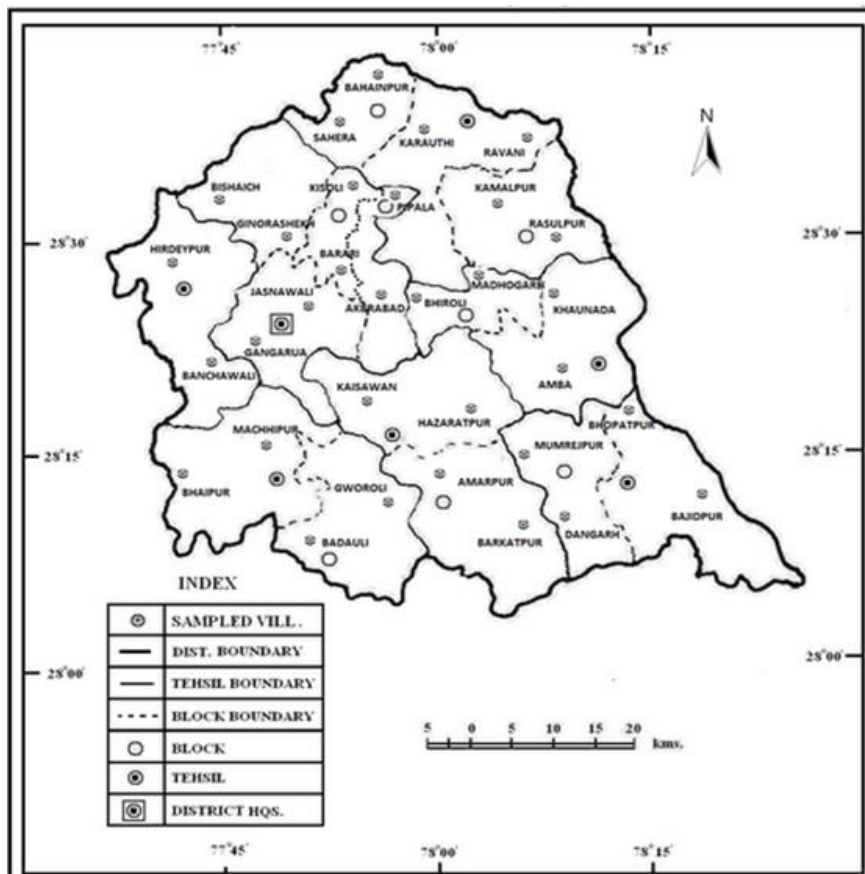 77°45' 78°00' 78°15'
BAHAINPUR
SAHERA KARAUTHI
RAVANI
BISHAICH KISOLI KAMALPUR
PIPALA
GINORASHEKH RASULPUR
28°30' 28°30'
HIRDEYPUR
BARARI
MADHOGARH
JASNAWALI BHIROLI
AKBARABAD KHAUNADA
GANGARUA
BANCHAWALI KAISAWAN AMBA
HAZARATPUR BHOPATPUR
MACHHIPUR MUMREJPUR
28°15' 28°15'
BHAIPUR GWOROLI AMARPUR
BAJIDPUR
BADAULI BARKATPUR DANGARH
N
INDEX
SAMPLED VILL.
DIST. BOUNDARY
TEHSIL BOUNDARY
BLOCK BOUNDARY
BLOCK
TEHSIL
DISTRICT HQS.
28°00' 28°00'
5 0 5 10 15 20
kms.
77°45' 78°00' 78°15'